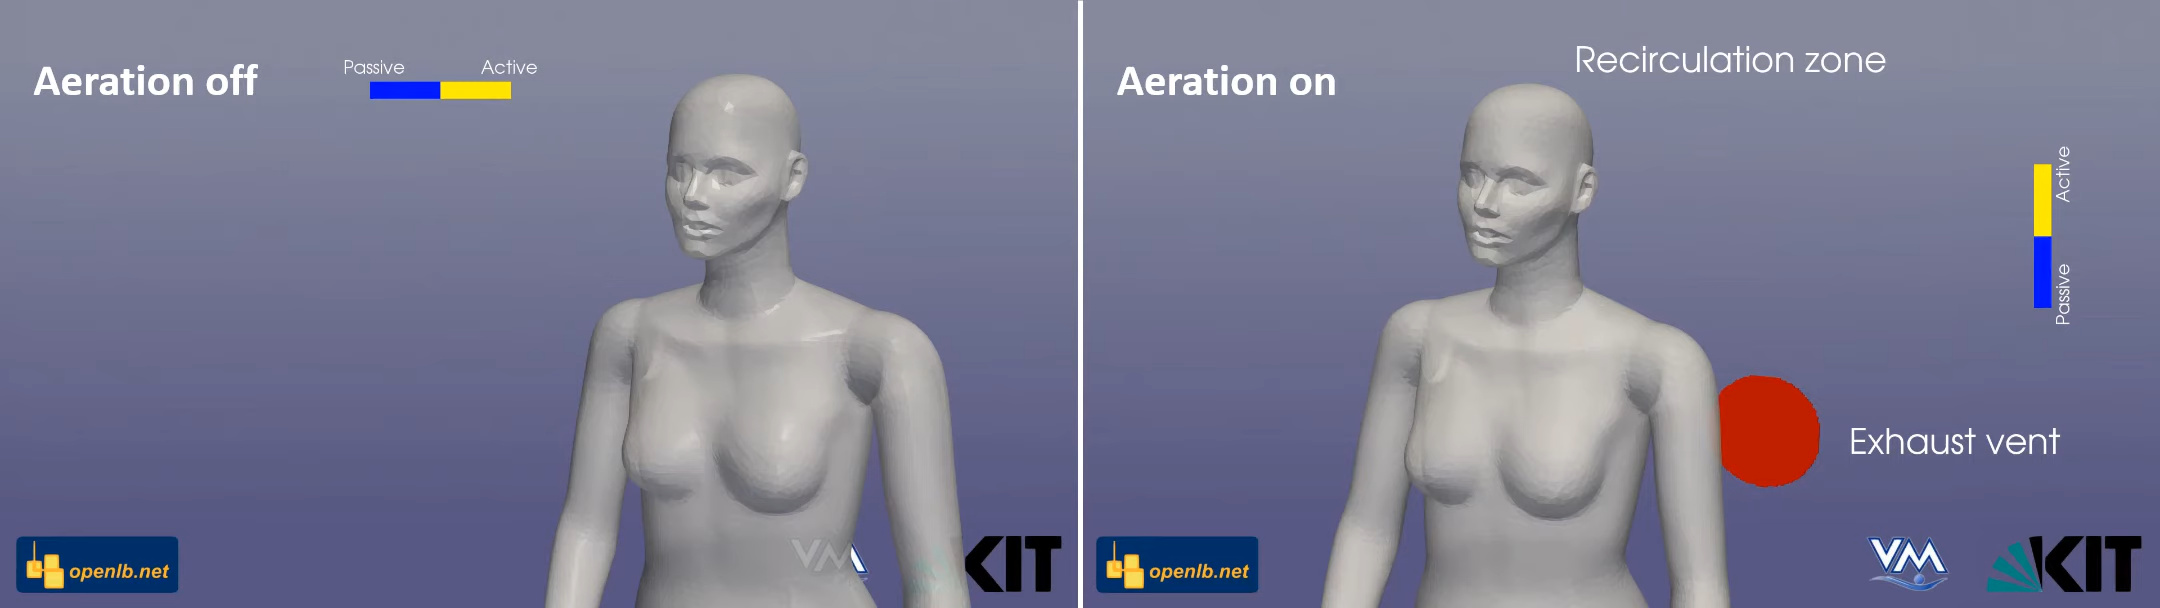 Aeration off
Passive Active
openlb.net
VM
KIT
Aeration on
Recirculation zone
Active
Passive
Exhaust vent
openlb.net
VM
KIT